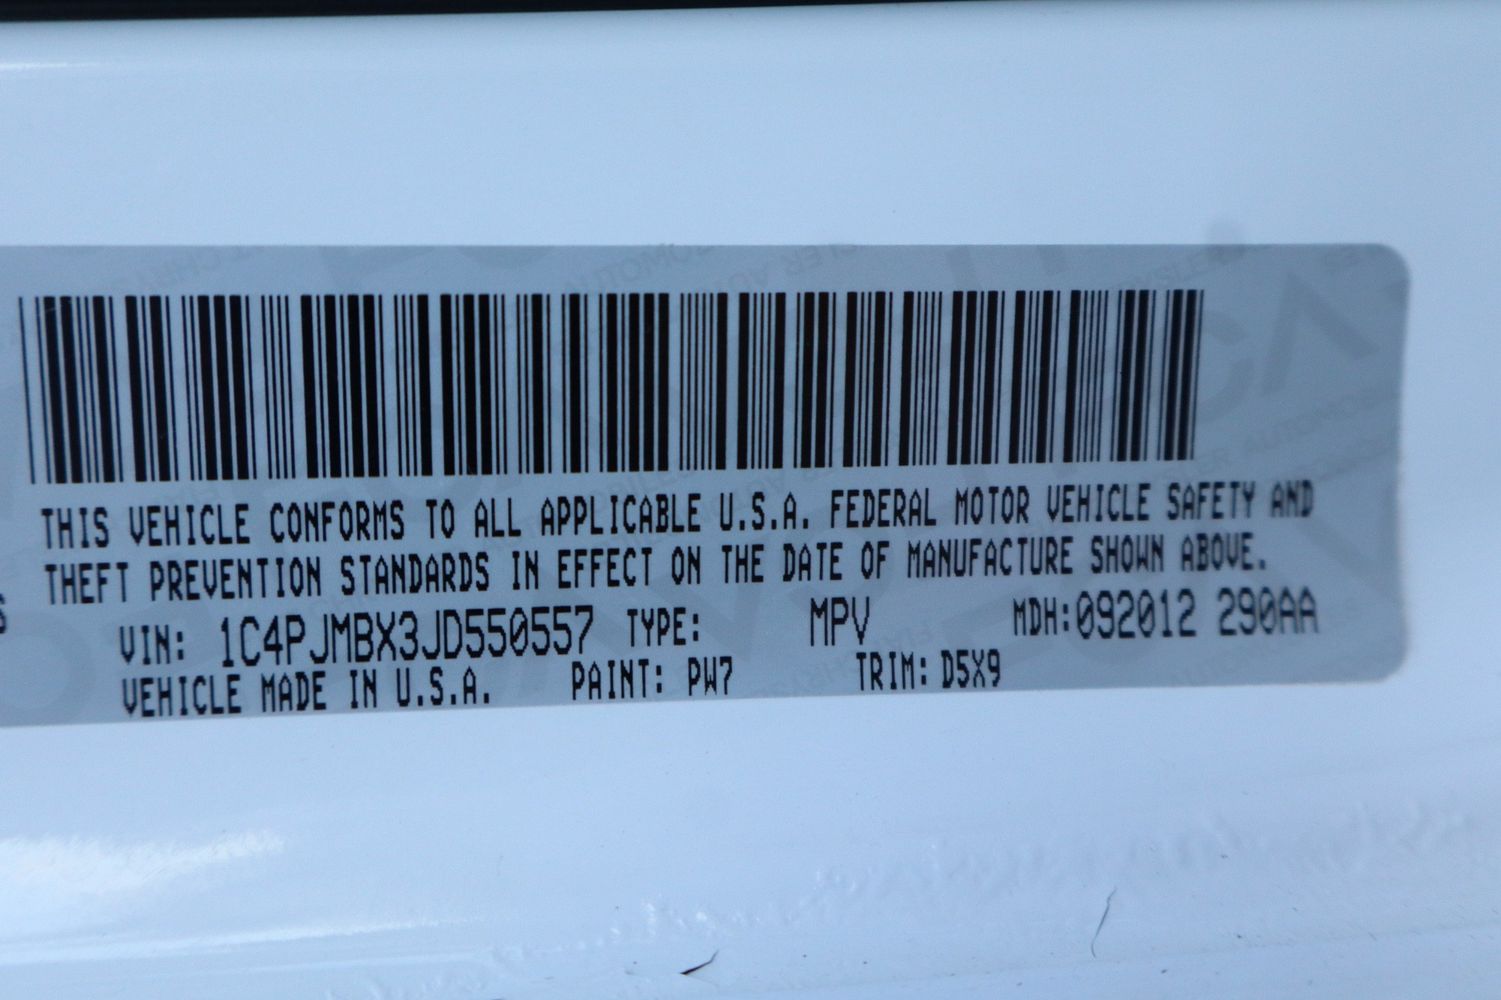 THIS VEHICLE CONFORMS TO ALL APPLICABLE U.S.A. FEDERAL MOTOR VEHICLE SAFETY AND
THEFT PREVENTION STANDARDS IN EFFECT ON THE DATE OF MANUFACTURE SHOWN ABOVE.
VIN: 1C4PJMBX3JD550557 TYPE: MPV MDH:092012 290AA
VEHICLE MADE IN U.S.A. PAINT: PW7 TRIM: D5X9